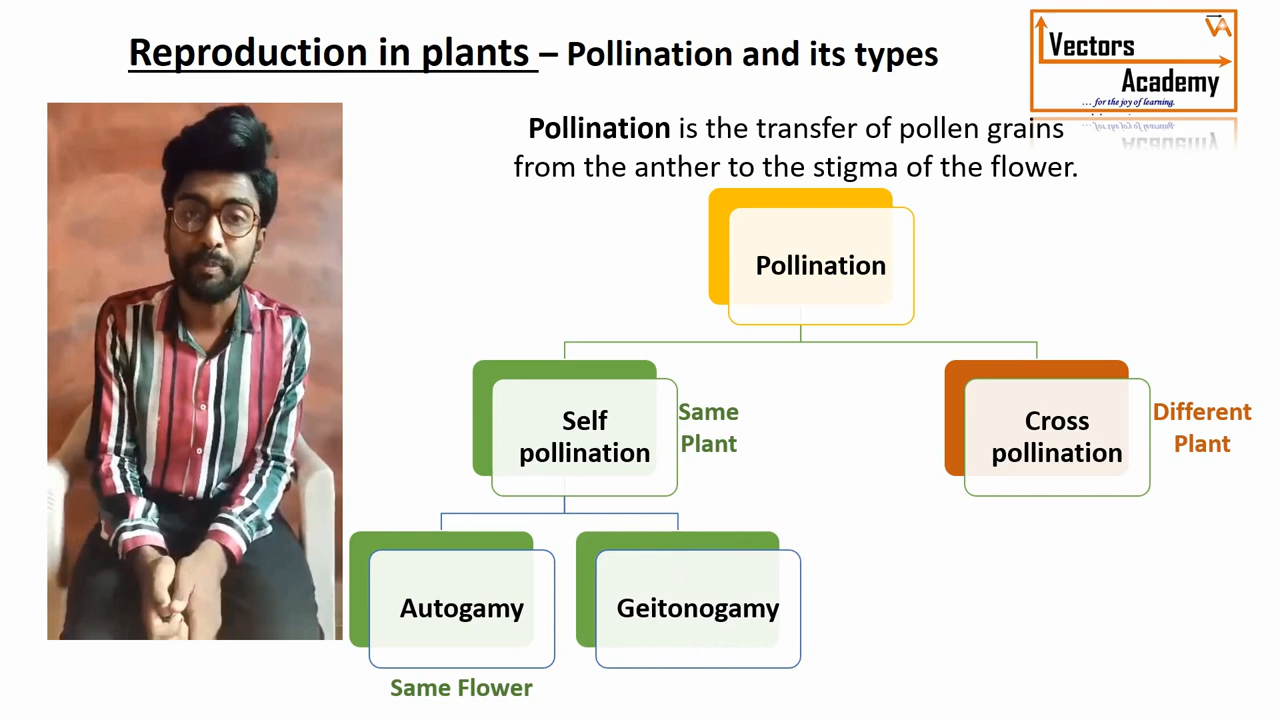 Reproduction in plants – Pollination and its types
VA
Vectors
Academy
... for the joy of learning.
Pollination is the transfer of pollen grains
from the anther to the stigma of the flower.
Pollination
Self
pollination
Same
Plant
Cross
pollination
Different
Plant
Autogamy
Geitonogamy
Same Flower